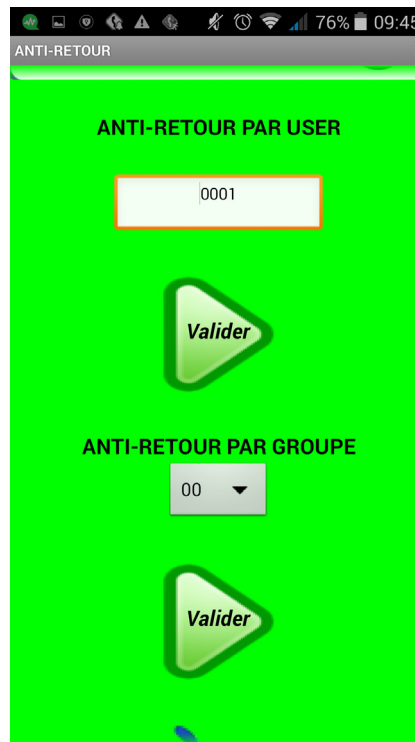 76% 09:45
ANTI-RETOUR
ANTI-RETOUR PAR USER
0001
Valider
ANTI-RETOUR PAR GROUPE
00
Valider